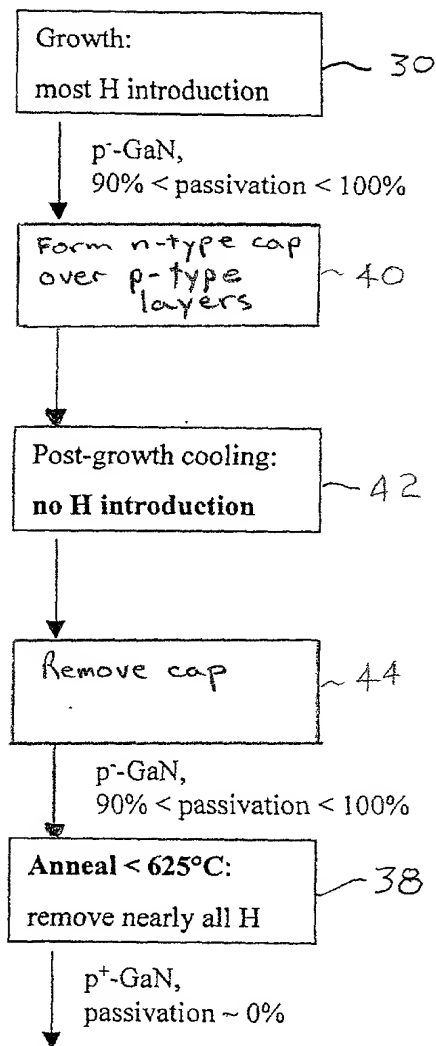 Growth:
30
most H introduction
p⁻-GaN,
90% < passivation < 100%
Form n-type cap
over p-type
40
layers
Post-growth cooling:
42
no H introduction
Remove cap
44
p⁻-GaN,
90% < passivation < 100%
Anneal < 625°C:
38
remove nearly all H
p⁺-GaN,
passivation ~ 0%